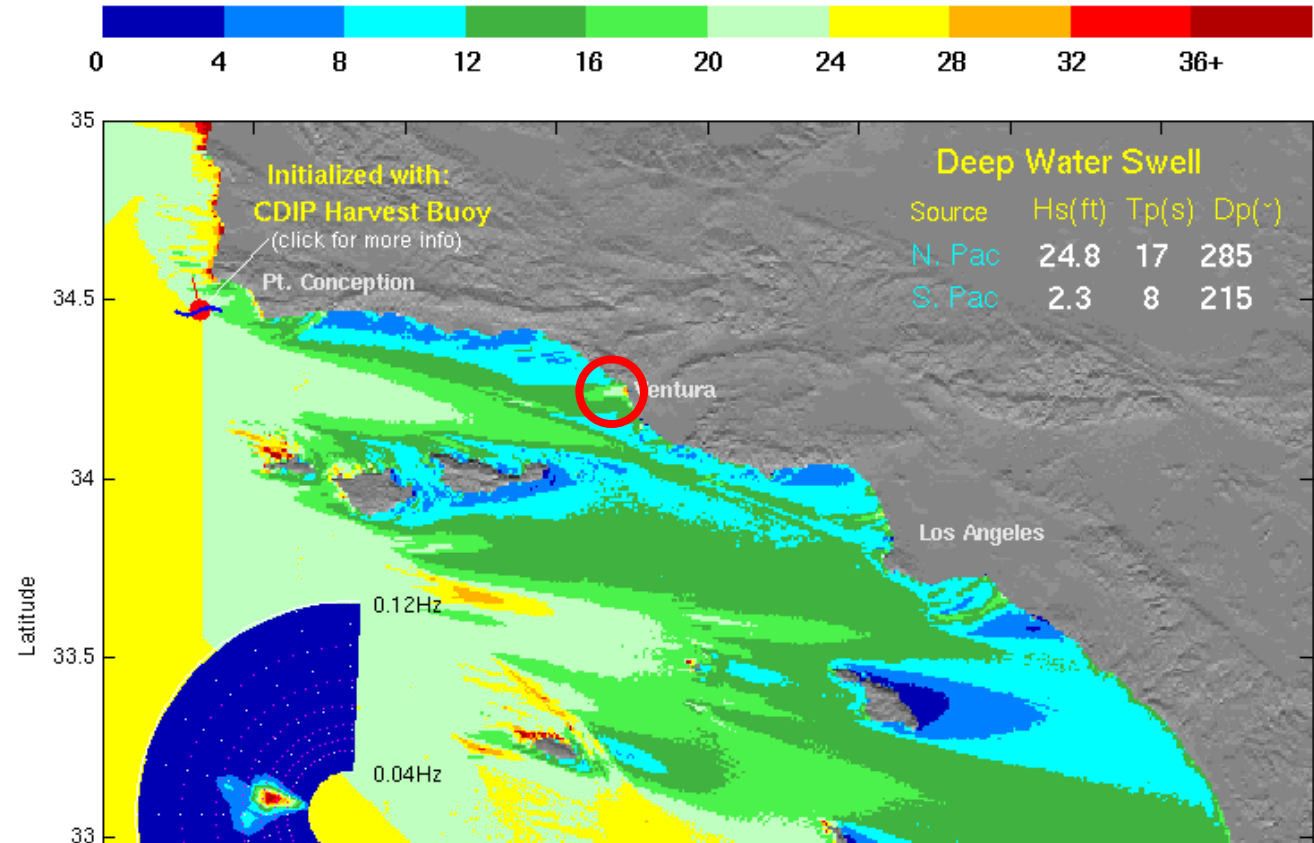 0 4 8 12 16 20 24 28 32 36+
35
Initialized with:
CDIP Harvest Buoy
(click for more info)
Pt. Conception
Deep Water Swell
Source Hs(ft) Tp(s) Dp(˜)
N. Pac 24.8 17 285
S. Pac 2.3 8 215
34.5
entura
34
Los Angeles
Latitude
0.12Hz
33.5
0.04Hz
33